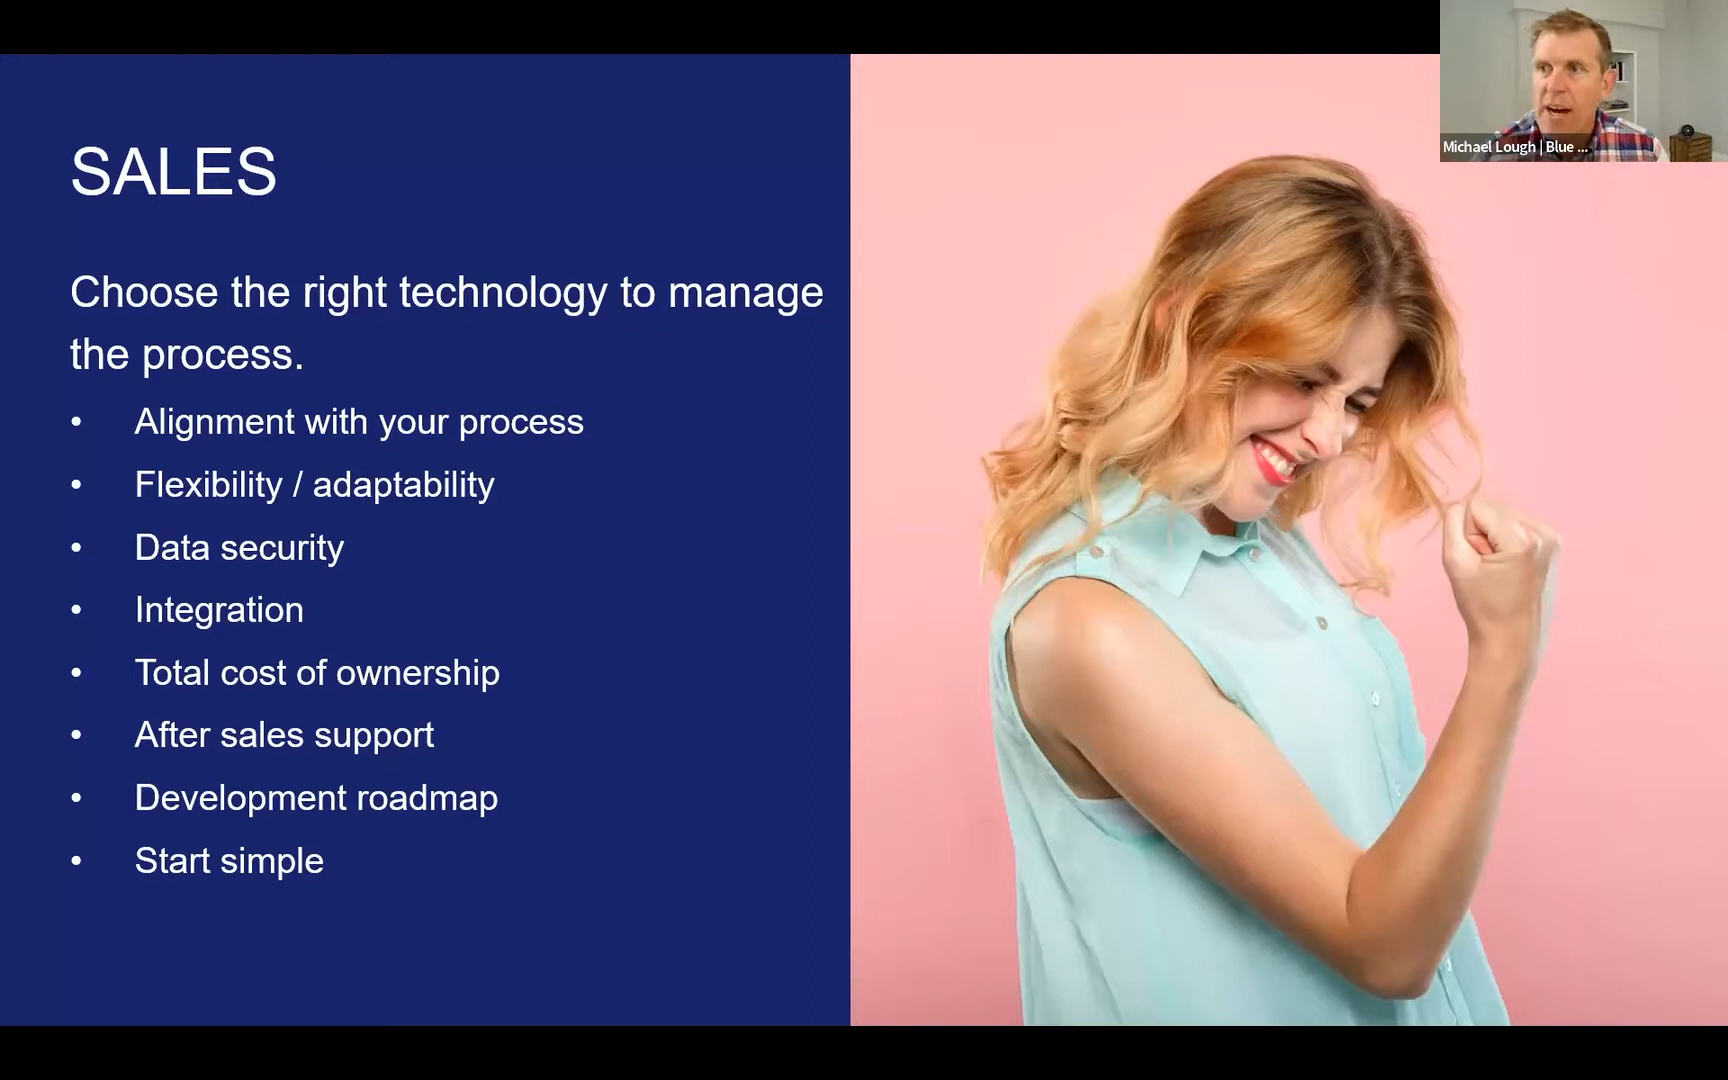 Michael Lough | Blue ...
SALES
Choose the right technology to manage
the process.
• Alignment with your process
• Flexibility / adaptability
• Data security
• Integration
• Total cost of ownership
• After sales support
• Development roadmap
• Start simple